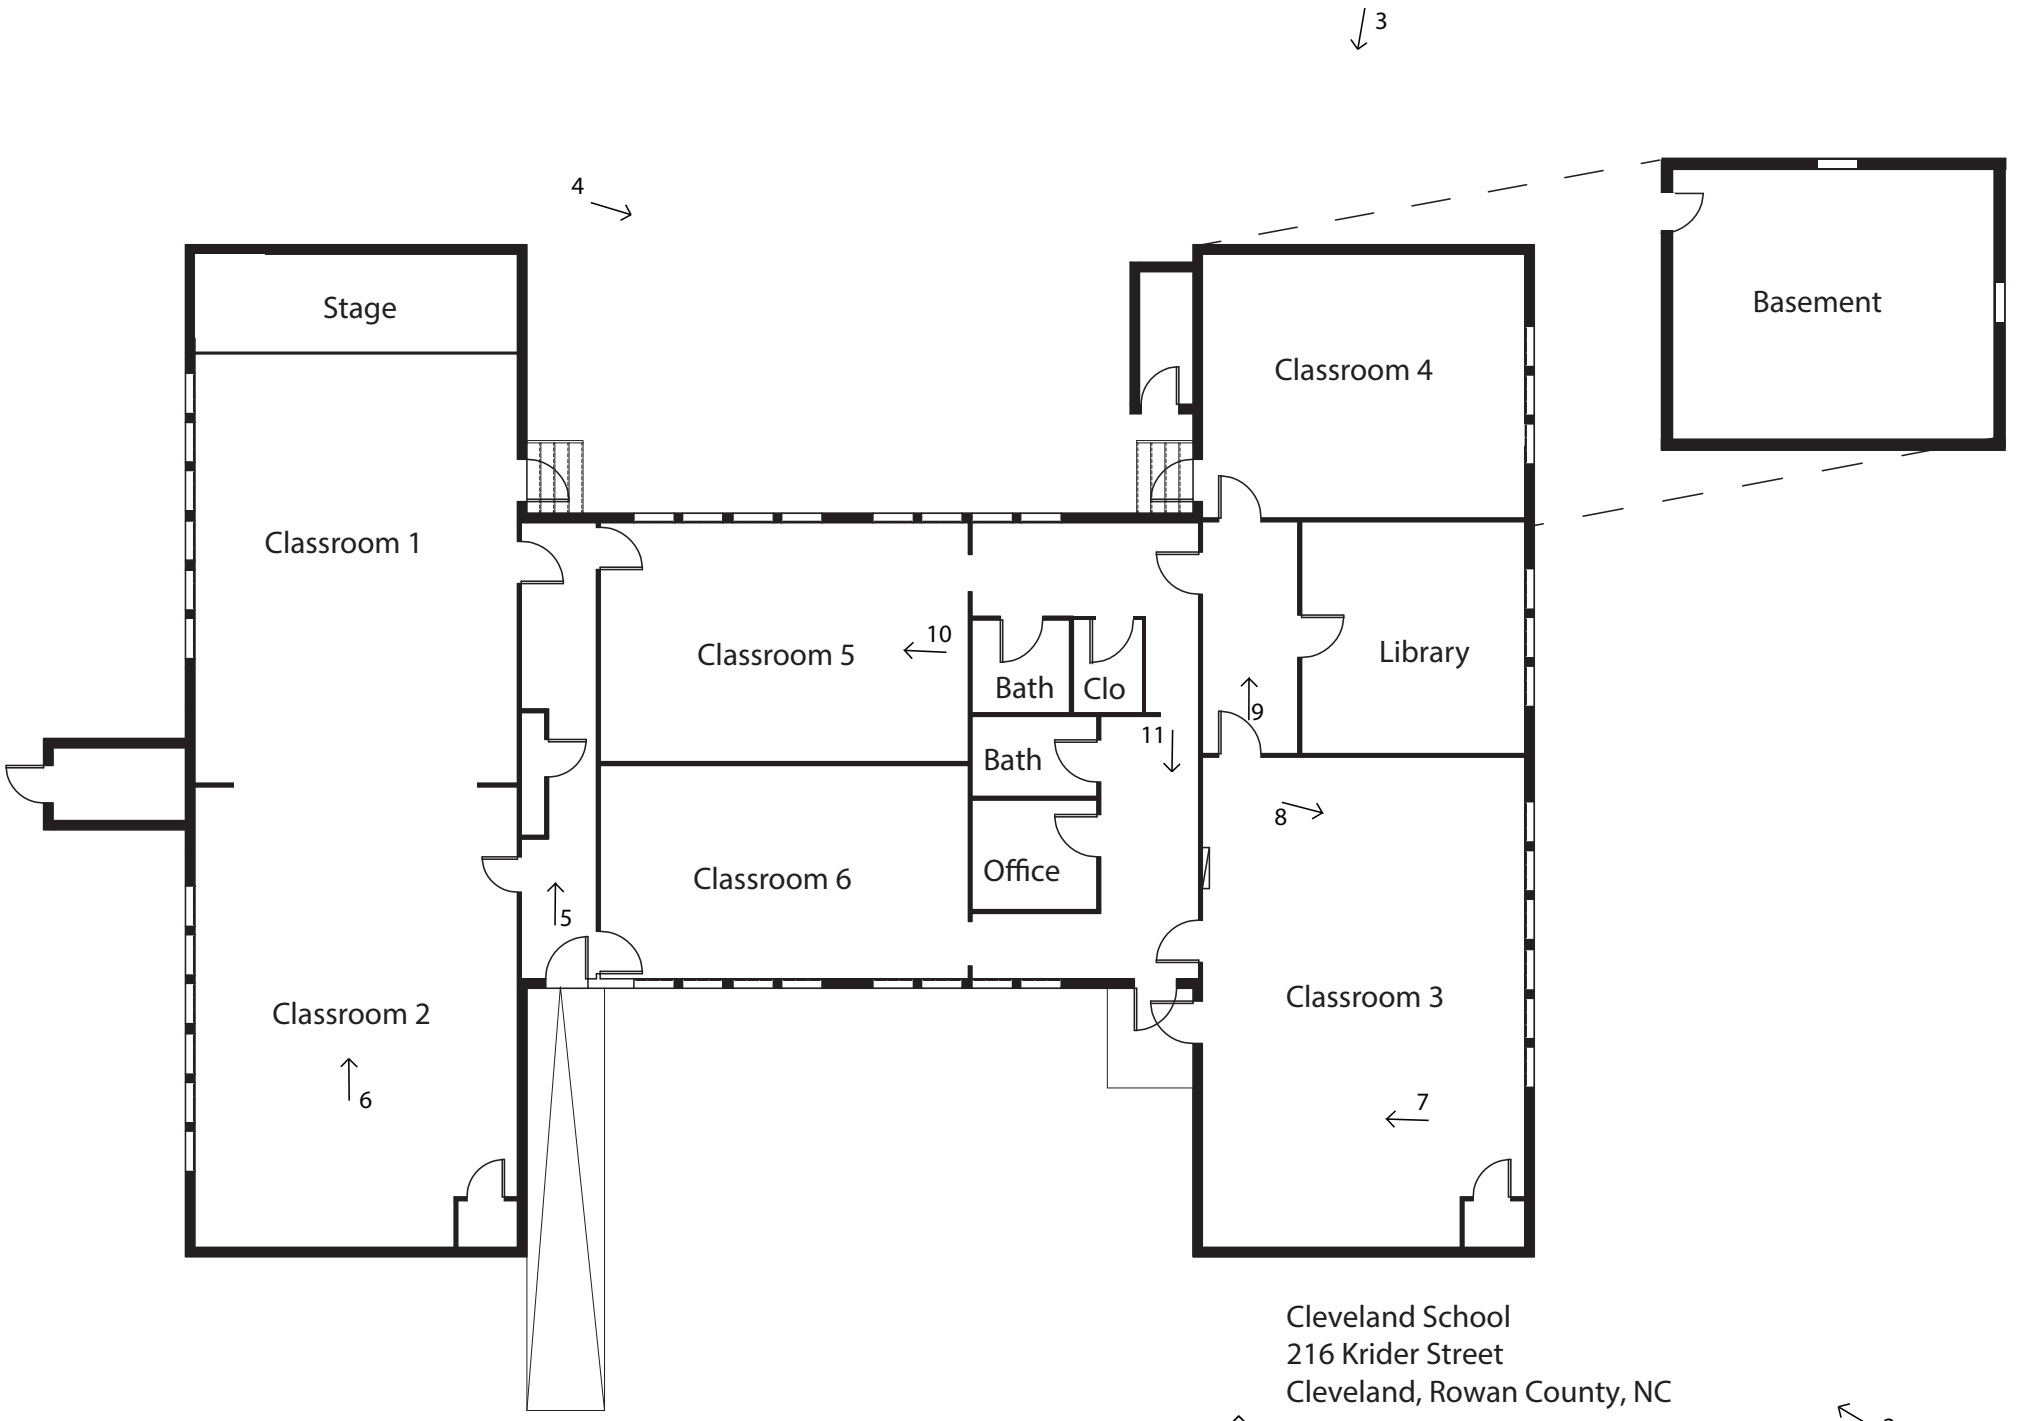 3
4
Stage
Basement
Classroom 4
Classroom 1
10
Classroom 5
Library
Bath
Clo
9
11
Bath
8
Office
Classroom 6
5
Classroom 3
Classroom 2
6
7
Cleveland School
216 Krider Street
Cleveland, Rowan County, NC